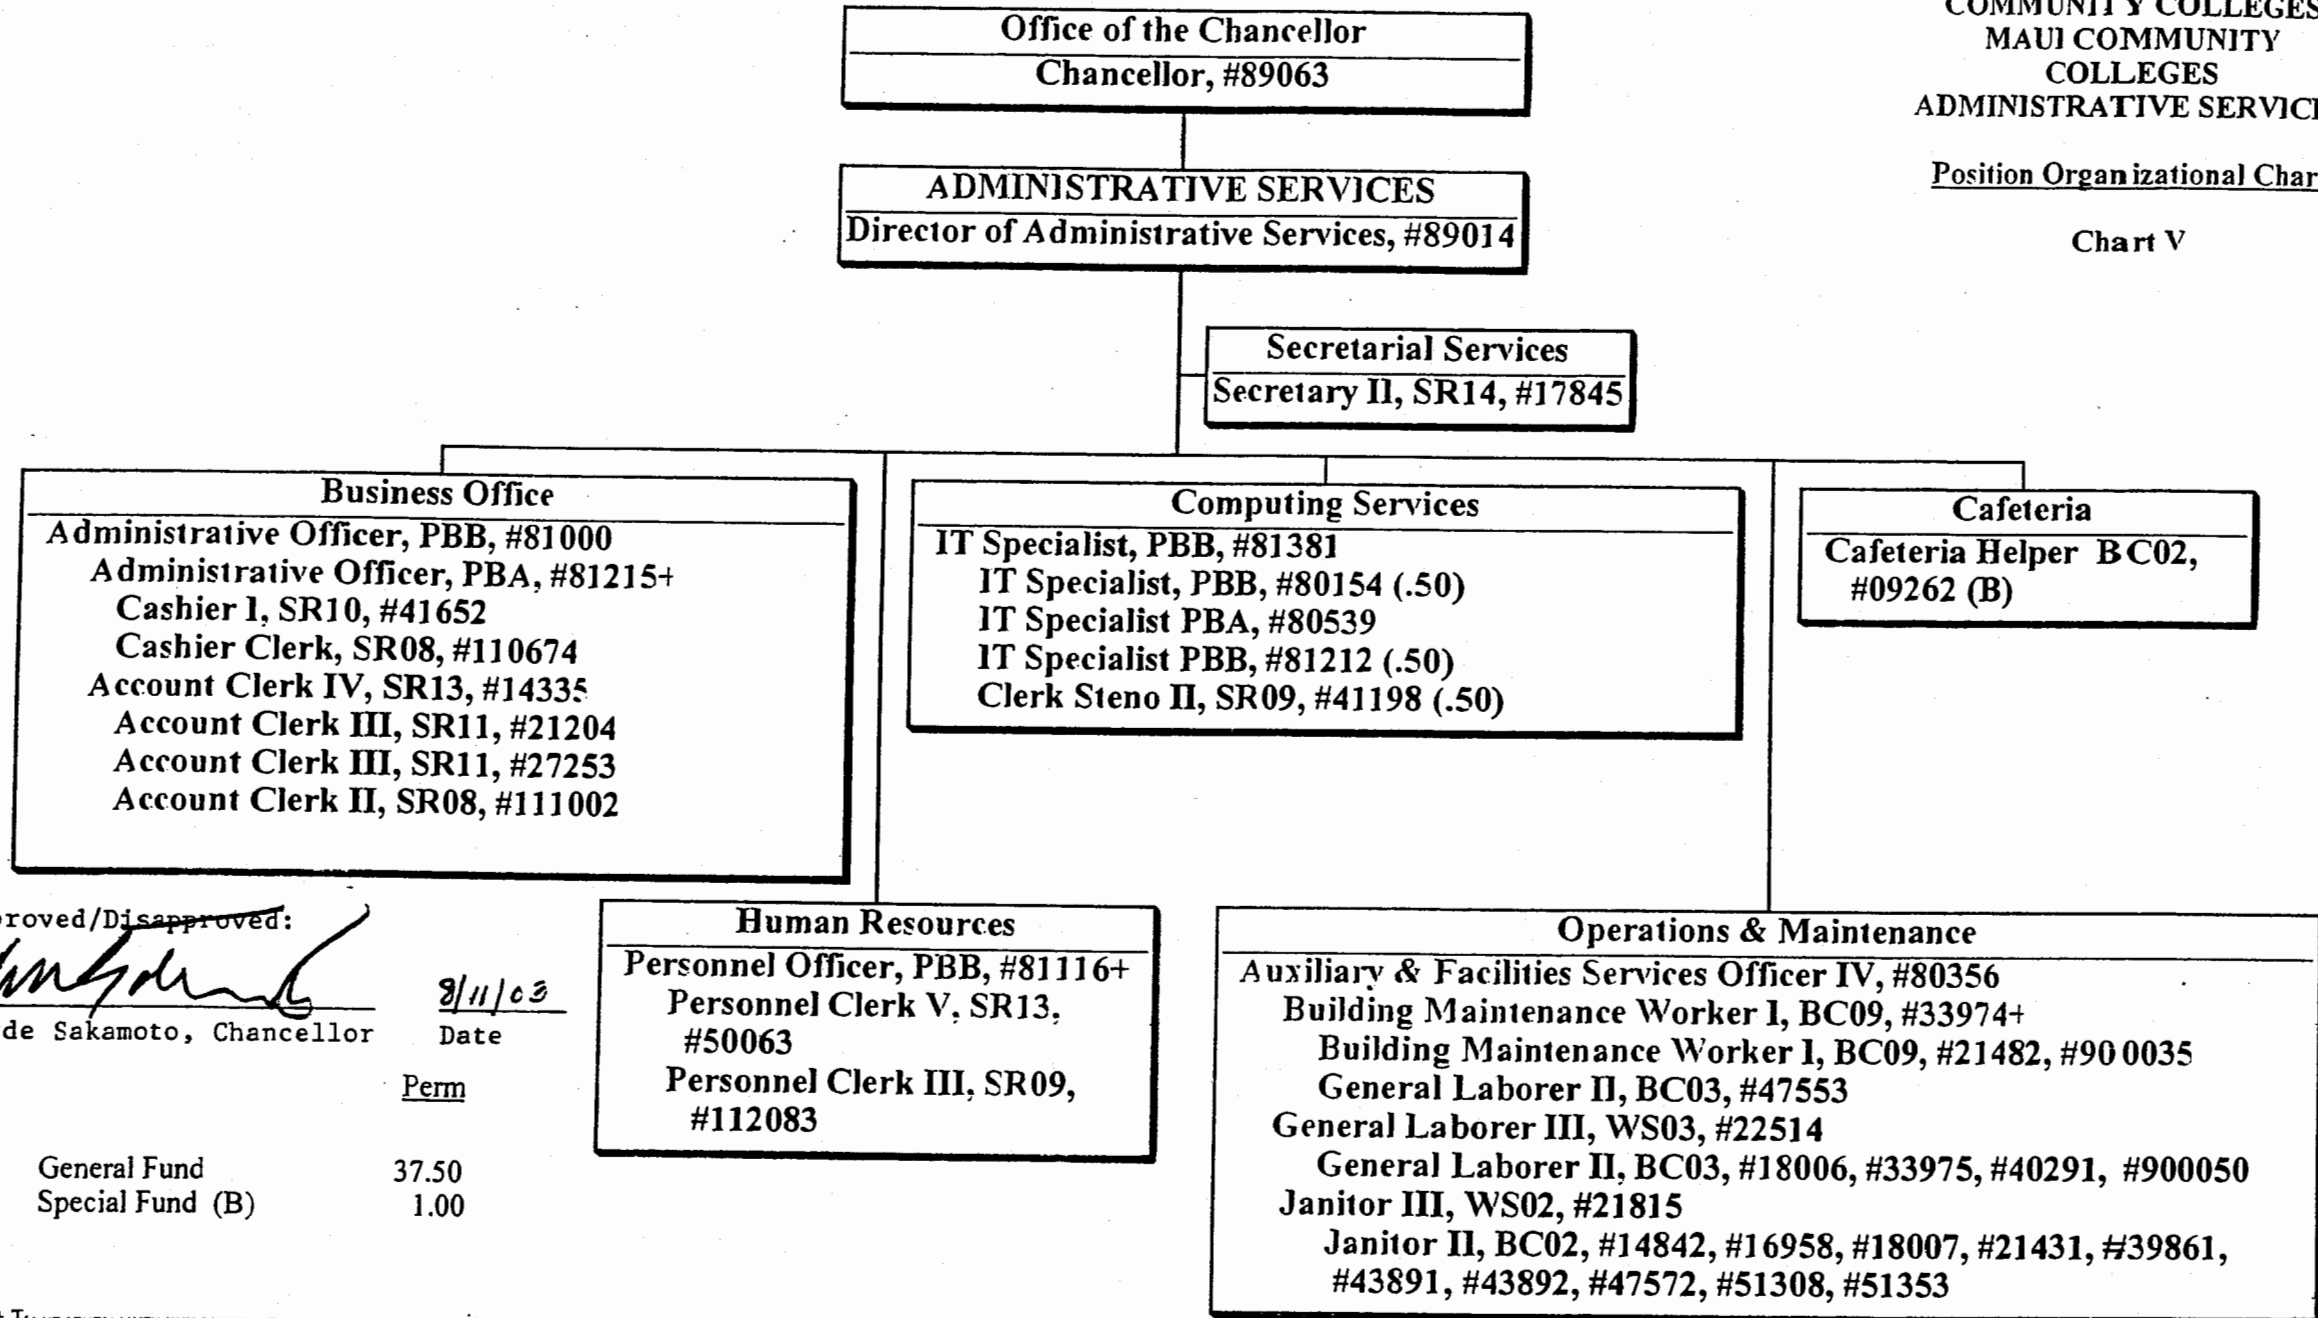 COMMUNITY COLLEGES
MAUI COMMUNITY
COLLEGES
ADMINISTRATIVE SERVIC
Position Organizational Char
Chart V
Office of the Chancellor
Chancellor, #89063
ADMINISTRATIVE SERVICES
Director of Administrative Services, #89014
Secretarial Services
Secretary II, SR14, #17845
Business Office
Administrative Officer, PBB, #81000
Administrative Officer, PBA, #81215+
Cashier I, SR10, #41652
Cashier Clerk, SR08, #110674
Account Clerk IV, SR13, #14335
Account Clerk III, SR11, #21204
Account Clerk III, SR11, #27253
Account Clerk II, SR08, #111002
Computing Services
IT Specialist, PBB, #81381
IT Specialist, PBB, #80154 (.50)
IT Specialist PBA, #80539
IT Specialist PBB, #81212 (.50)
Clerk Steno II, SR09, #41198 (.50)
Cafeteria
Cafeteria Helper BC02,
#09262 (B)
Human Resources
Personnel Officer, PBB, #81116+
Personnel Clerk V, SR13,
#50063
Personnel Clerk III, SR09,
#112083
Operations & Maintenance
Auxiliary & Facilities Services Officer IV, #80356
Building Maintenance Worker I, BC09, #33974+
Building Maintenance Worker I, BC09, #21482, #900035
General Laborer II, BC03, #47553
General Laborer III, WS03, #22514
General Laborer II, BC03, #18006, #33975, #40291, #900050
Janitor III, WS02, #21815
Janitor II, BC02, #14842, #16958, #18007, #21431, #39861,
#43891, #43892, #47572, #51308, #51353
roved/Disapproved:
8/11/03
de Sakamoto, Chancellor Date
Perm
General Fund 37.50
Special Fund (B) 1.00